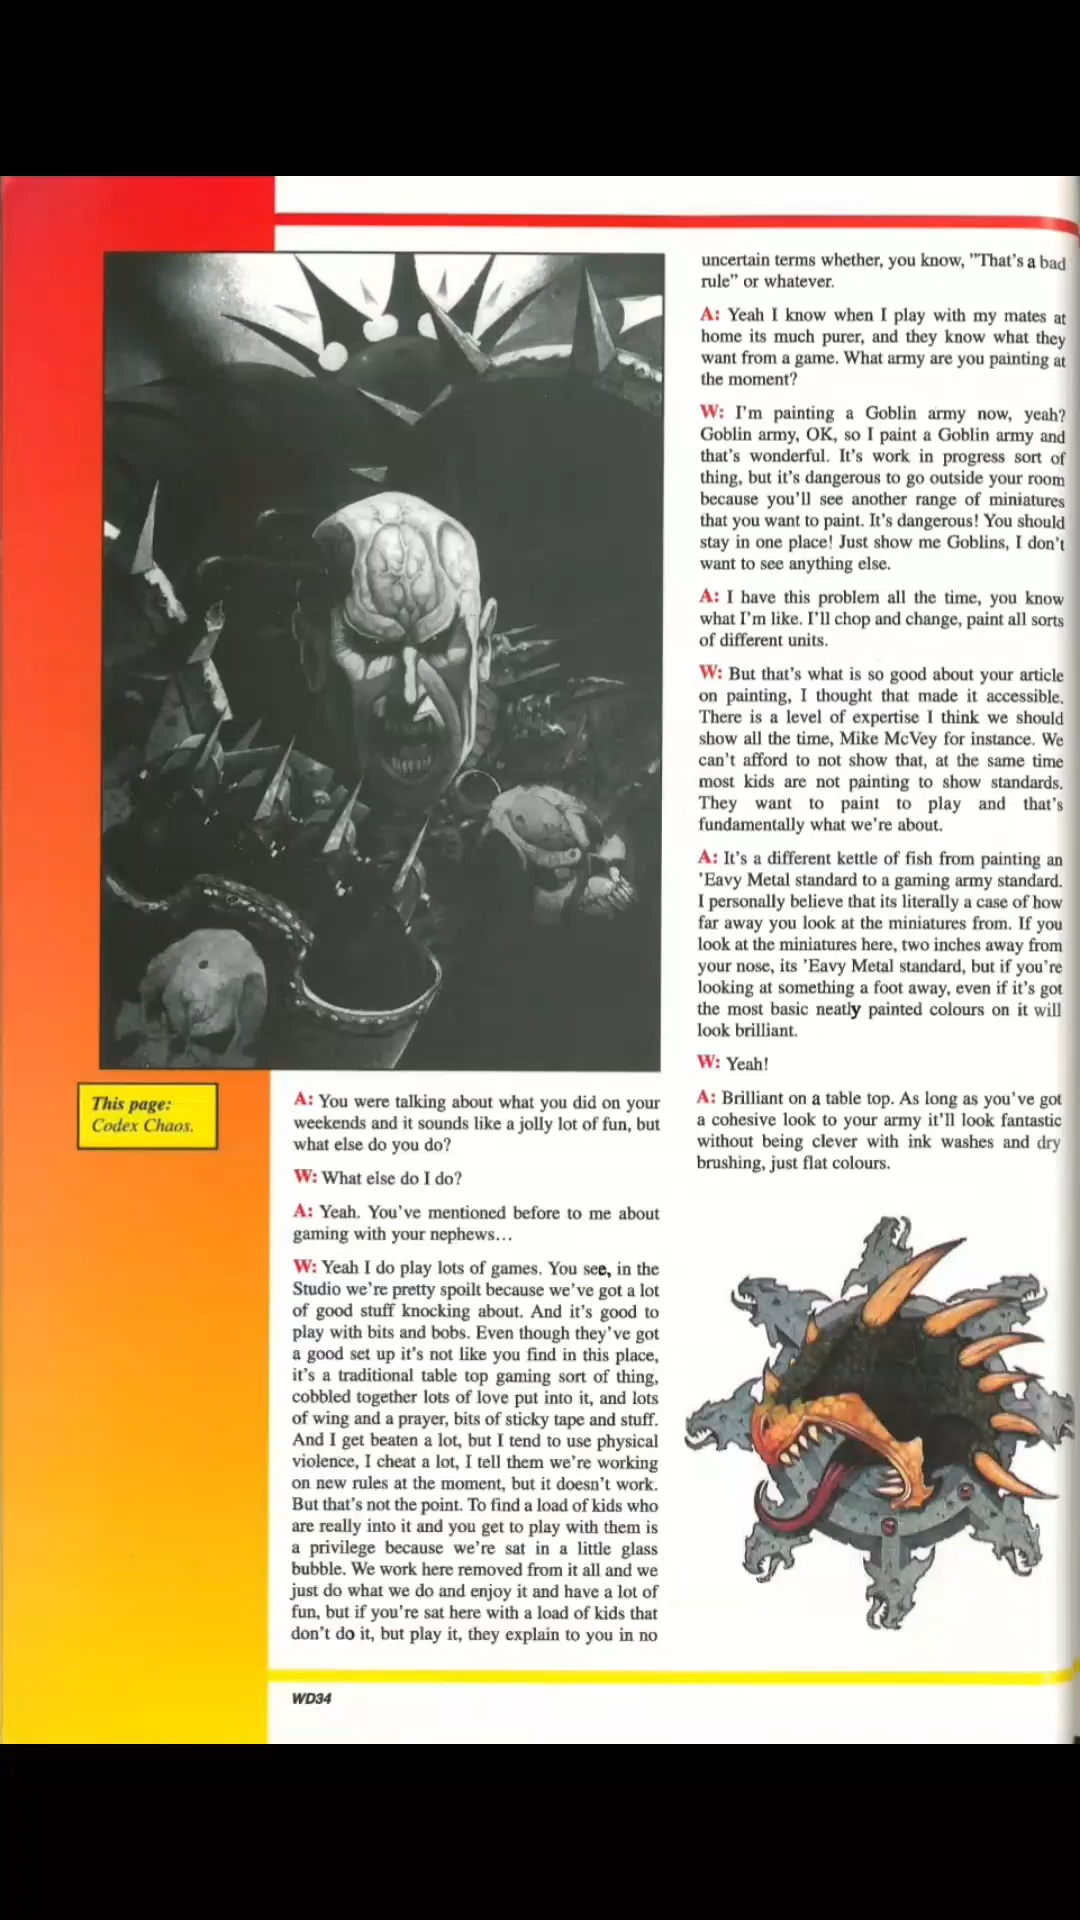 This page:
Codex Chaos.
A: You were talking about what you did on your
weekends and it sounds like a jolly lot of fun, but
what else do you do?
W: What else do I do?
A: Yeah. You've mentioned before to me about
gaming with your nephews...
W: Yeah I do play lots of games. You see, in the
Studio we're pretty spoilt because we've got a lot
of good stuff knocking about. And it's good to
play with bits and bobs. Even though they've got
a good set up it's not like you find in this place,
it's a traditional table top gaming sort of thing,
cobbled together lots of love put into it, and lots
of wing and a prayer, bits of sticky tape and stuff.
And I get beaten a lot, but I tend to use physical
violence, I cheat a lot, I tell them we're working
on new rules at the moment, but it doesn't work.
But that's not the point. To find a load of kids who
are really into it and you get to play with them is
a privilege because we're sat in a little glass
bubble. We work here removed from it all and we
just do what we do and enjoy it and have a lot of
fun, but if you're sat here with a load of kids that
don't do it, but play it, they explain to you in no
uncertain terms whether, you know, "That's a bad
rule" or whatever.
A: Yeah I know when I play with my mates at
home its much purer, and they know what they
want from a game. What army are you painting at
the moment?
W: I'm painting a Goblin army now, yeah?
Goblin army, OK, so I paint a Goblin army and
that's wonderful. It's work in progress sort of
thing, but it's dangerous to go outside your room
because you'll see another range of miniatures
that you want to paint. It's dangerous! You should
stay in one place! Just show me Goblins, I don't
want to see anything else.
A: I have this problem all the time, you know
what I'm like. I'll chop and change, paint all sorts
of different units.
W: But that's what is so good about your article
on painting, I thought that made it accessible.
There is a level of expertise I think we should
show all the time, Mike McVey for instance. We
can't afford to not show that, at the same time
most kids are not painting to show standards.
They want to paint to play and that's
fundamentally what we're about.
A: It's a different kettle of fish from painting an
'Eavy Metal standard to a gaming army standard.
I personally believe that its literally a case of how
far away you look at the miniatures from. If you
look at the miniatures here, two inches away from
your nose, its 'Eavy Metal standard, but if you're
looking at something a foot away, even if it's got
the most basic neatly painted colours on it will
look brilliant.
W: Yeah!
A: Brilliant on a table top. As long as you've got
a cohesive look to your army it'll look fantastic
without being clever with ink washes and dry
brushing, just flat colours.
WD34